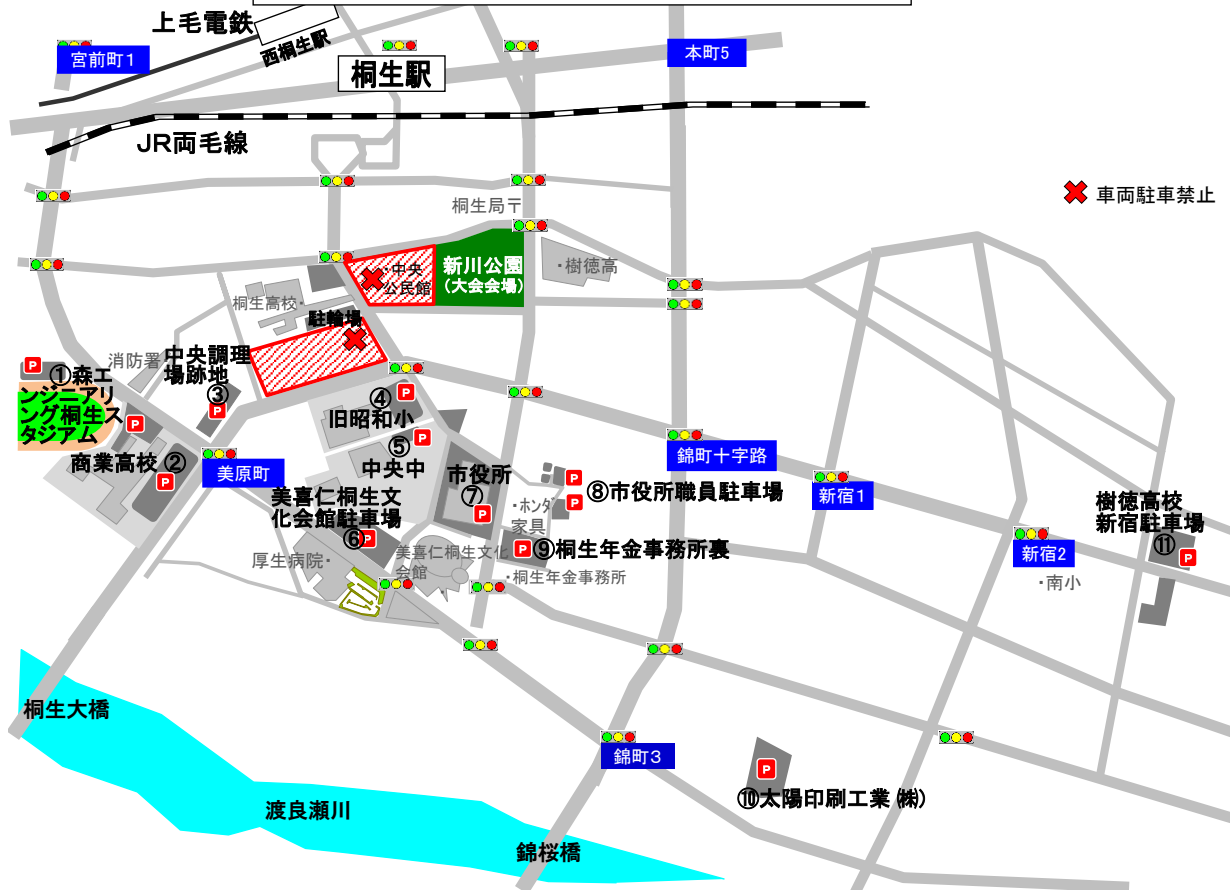 上毛電鉄
西桐生駅
宮前町1
桐生駅
本町5
JR両毛線
車両駐車禁止
桐生局〒
・中央
公民館
新川公園
(大会会場)
・樹徳高
桐生高校・
駐輪場
消防署
中央調理
場跡地
③
P
P
①森エ
ンジニアリ
ング桐生ス
タジアム
P
④
P
旧昭和小
⑤
P
中央中
商業高校 ②
P
美原町
市役所
⑦
P
錦町十字路
新宿1
P
P
⑧市役所職員駐車場
・ホンダ
家具
美喜仁桐生文
化会館駐車場
⑥
P
樹徳高校
新宿駐車場
⑪
P
新宿2
・南小
P
⑨桐生年金事務所裏
・桐生年金事務所
厚生病院・
美喜仁桐生文化
会館
桐生大橋
錦町3
P
⑩太陽印刷工業 ㈱)
渡良瀬川
錦桜橋